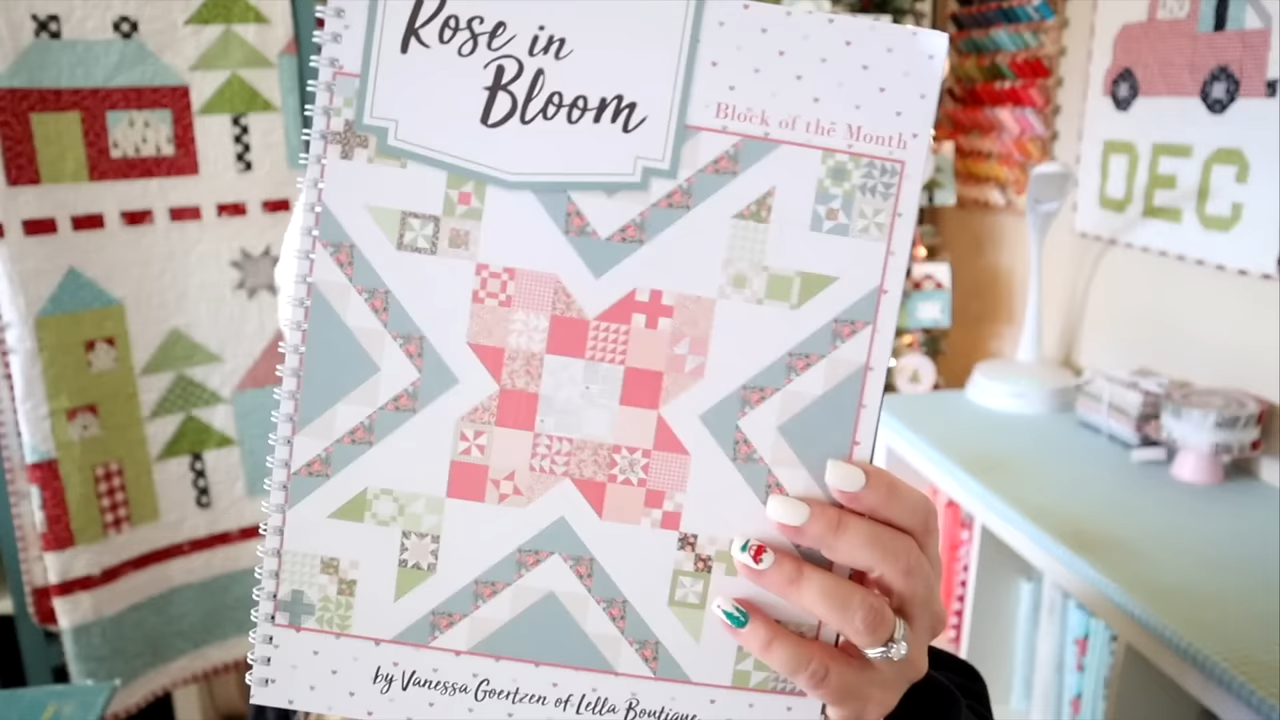 Rose in
Bloom
Block of the Month
DEC
by Vanessa Goertzen of Lella Boutique